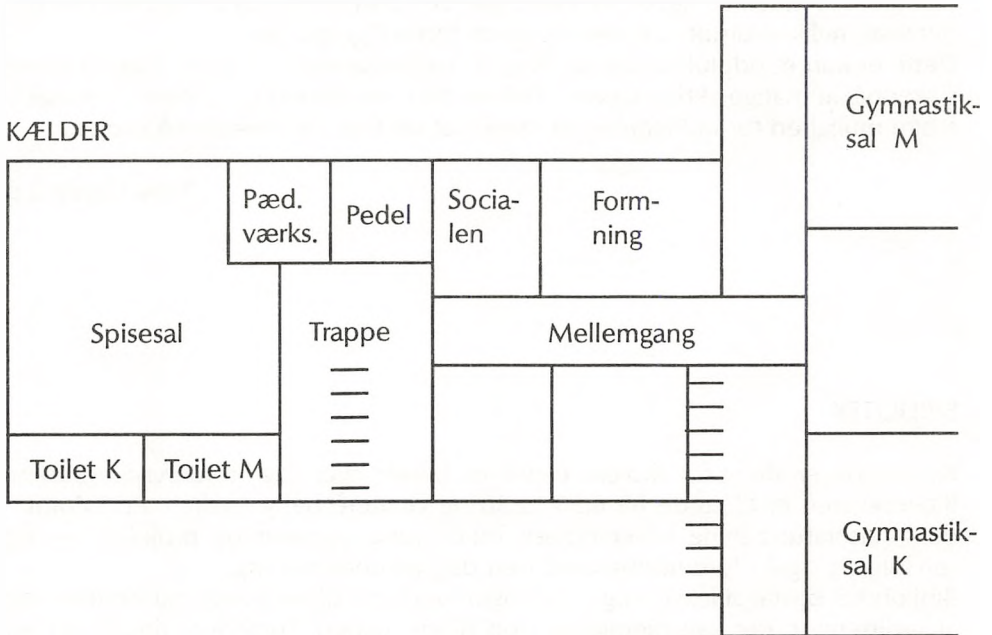 Gymnastik-
sal M
KÆLDER
Pæd.
værks.
Pedel
Socia-
len
Form-
ning
Spisesal
Trappe
Mellemgang
Toilet K
Toilet M
Gymnastik-
sal K